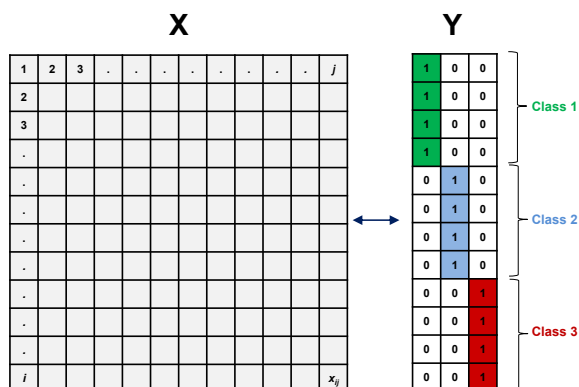 X Y
1 2 3 . . . . . . . . j 1 0 0
2 1 0 0
3 1 0 0 Class 1
. 1 0 0
. 0 1 0
. 0 1 0 Class 2
. 0 1 0
. 0 1 0
. 0 0 1
. 0 0 1 Class 3
. 0 0 1
i xij 0 0 1